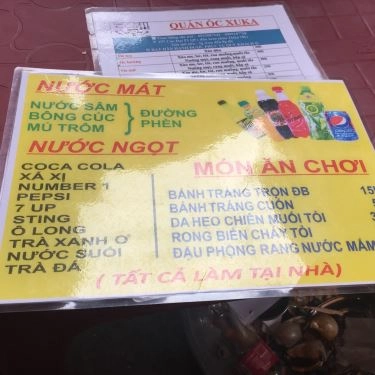 QUÁN ỐC XUKA
NƯỚC MÁT
NƯỚC SÂM
BÔNG CÚC
MỦ TRÔM
ĐƯỜNG
PHÈN
NƯỚC NGỌT
COCA COLA
XÁ XỊ
NUMBER 1
PEPSI
7 UP
STING
Ô LONG
TRÀ XANH Ơ
NƯỚC SUỐI
TRÀ ĐÁ
MÓN ĂN CHƠI
BÁNH TRANG TRỘN ĐB 15
BÁNH TRÁNG CUỐN
DA HEO CHIÊN MUỐI TỎI
RONG BIỂN CHÁY TỎI
ĐẬU PHỘNG RANG NƯỚC MẮM
( TẤT CẢ LÀM TẠI NHÀ)